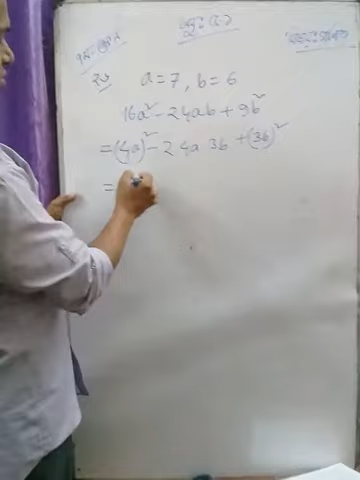 a = 7, b = 6
16a² - 24ab + 9b²
= (4a)² - 2 4a 3b + (3b)²
=